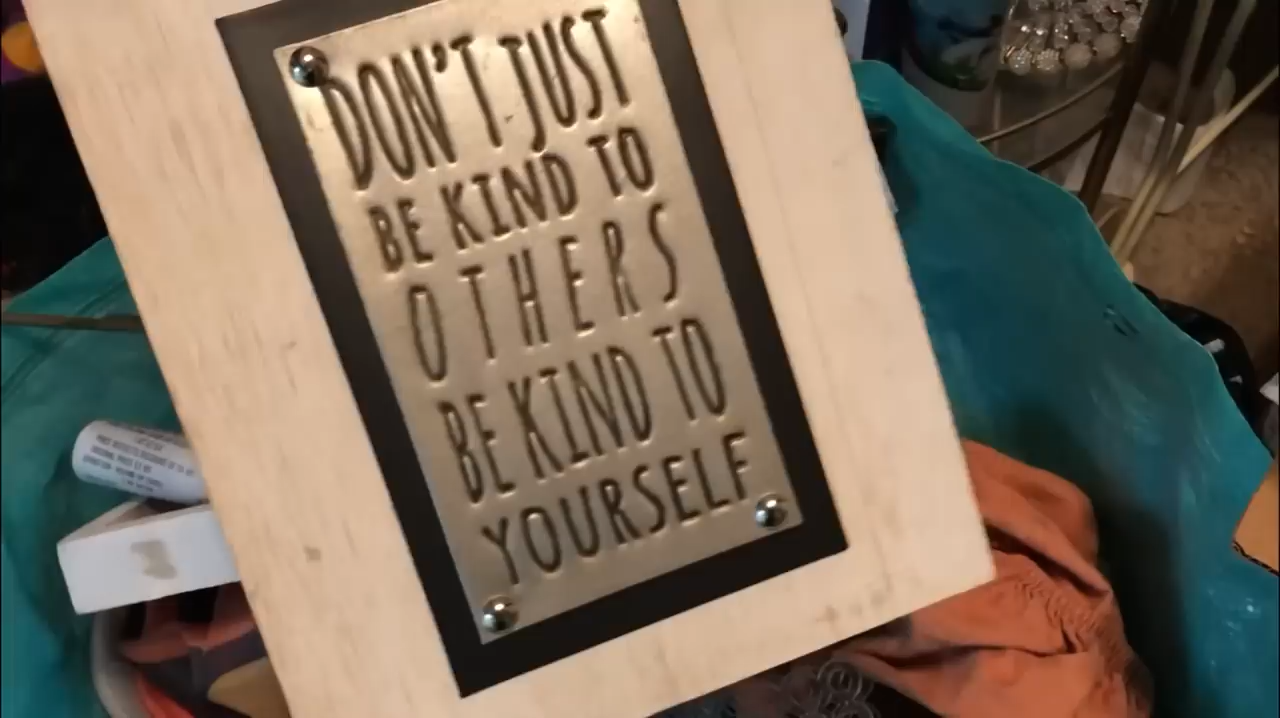 DON'T JUST
BE KIND TO
OTHERS
BE KIND TO
YOURSELF